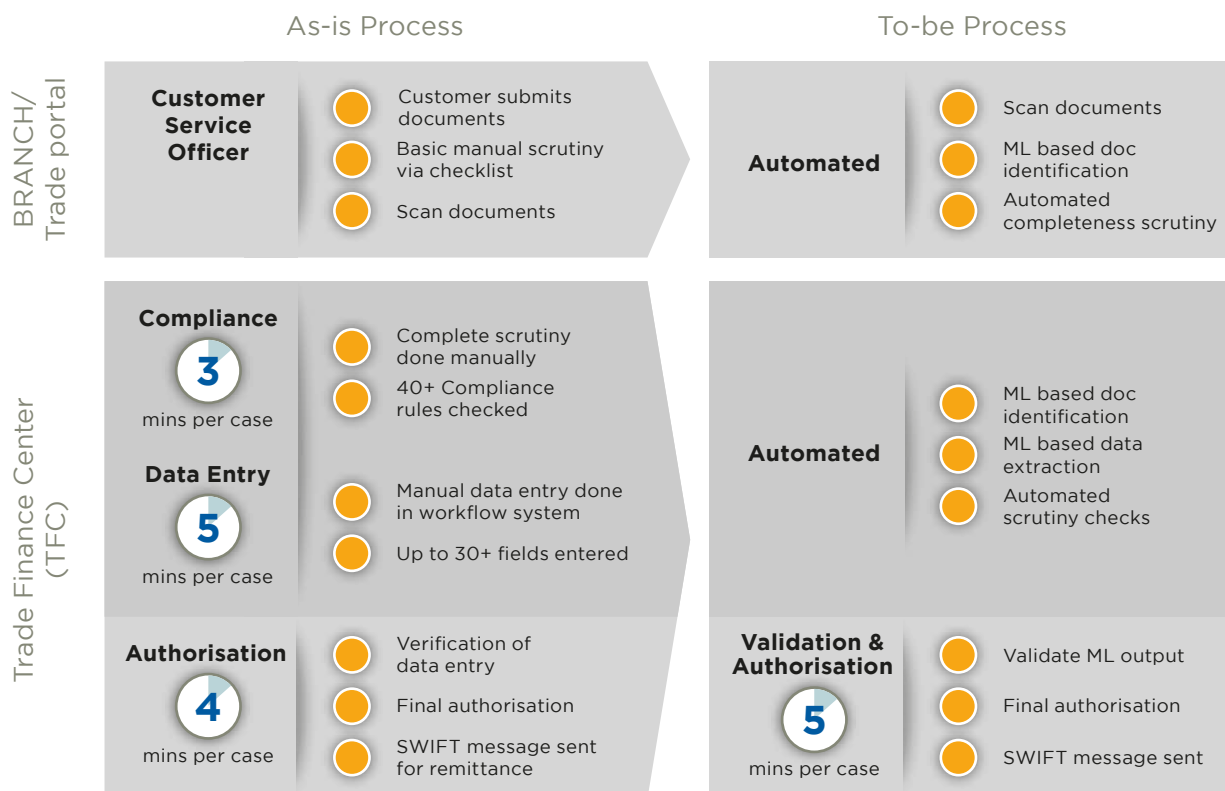 As-is Process
To-be Process
BRANCH/
Trade portal
Customer
Service
Officer
Customer submits
documents
Basic manual scrutiny
via checklist
Scan documents
Automated
Scan documents
ML based doc
identification
Automated
completeness scrutiny
Trade Finance Center
(TFC)
Compliance
3
mins per case
Complete scrutiny
done manually
40+ Compliance
rules checked
Data Entry
5
mins per case
Manual data entry done
in workflow system
Up to 30+ fields entered
Automated
ML based doc
identification
ML based data
extraction
Automated
scrutiny checks
Authorisation
4
mins per case
Verification of
data entry
Final authorisation
SWIFT message sent
for remittance
Validation &
Authorisation
5
mins per case
Validate ML output
Final authorisation
SWIFT message sent